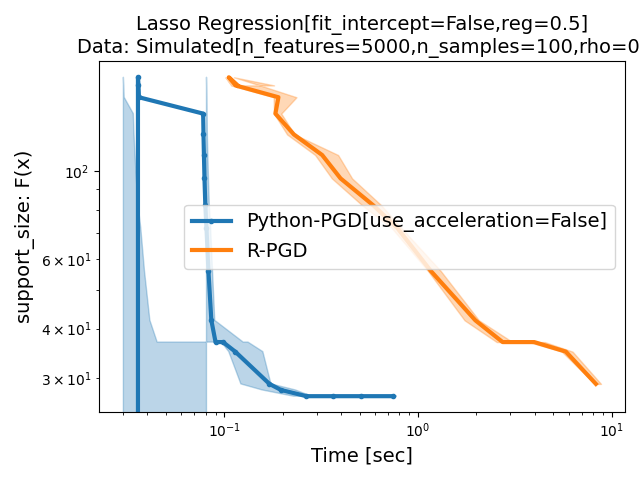 Lasso Regression[fit_intercept=False,reg=0.5]
Data: Simulated[n_features=5000,n_samples=100,rho=0
support_size: F(x)
10²
6 × 10¹
4 × 10¹
3 × 10¹
Python-PGD[use_acceleration=False]
R-PGD
10⁻¹
10⁰
10¹
Time [sec]